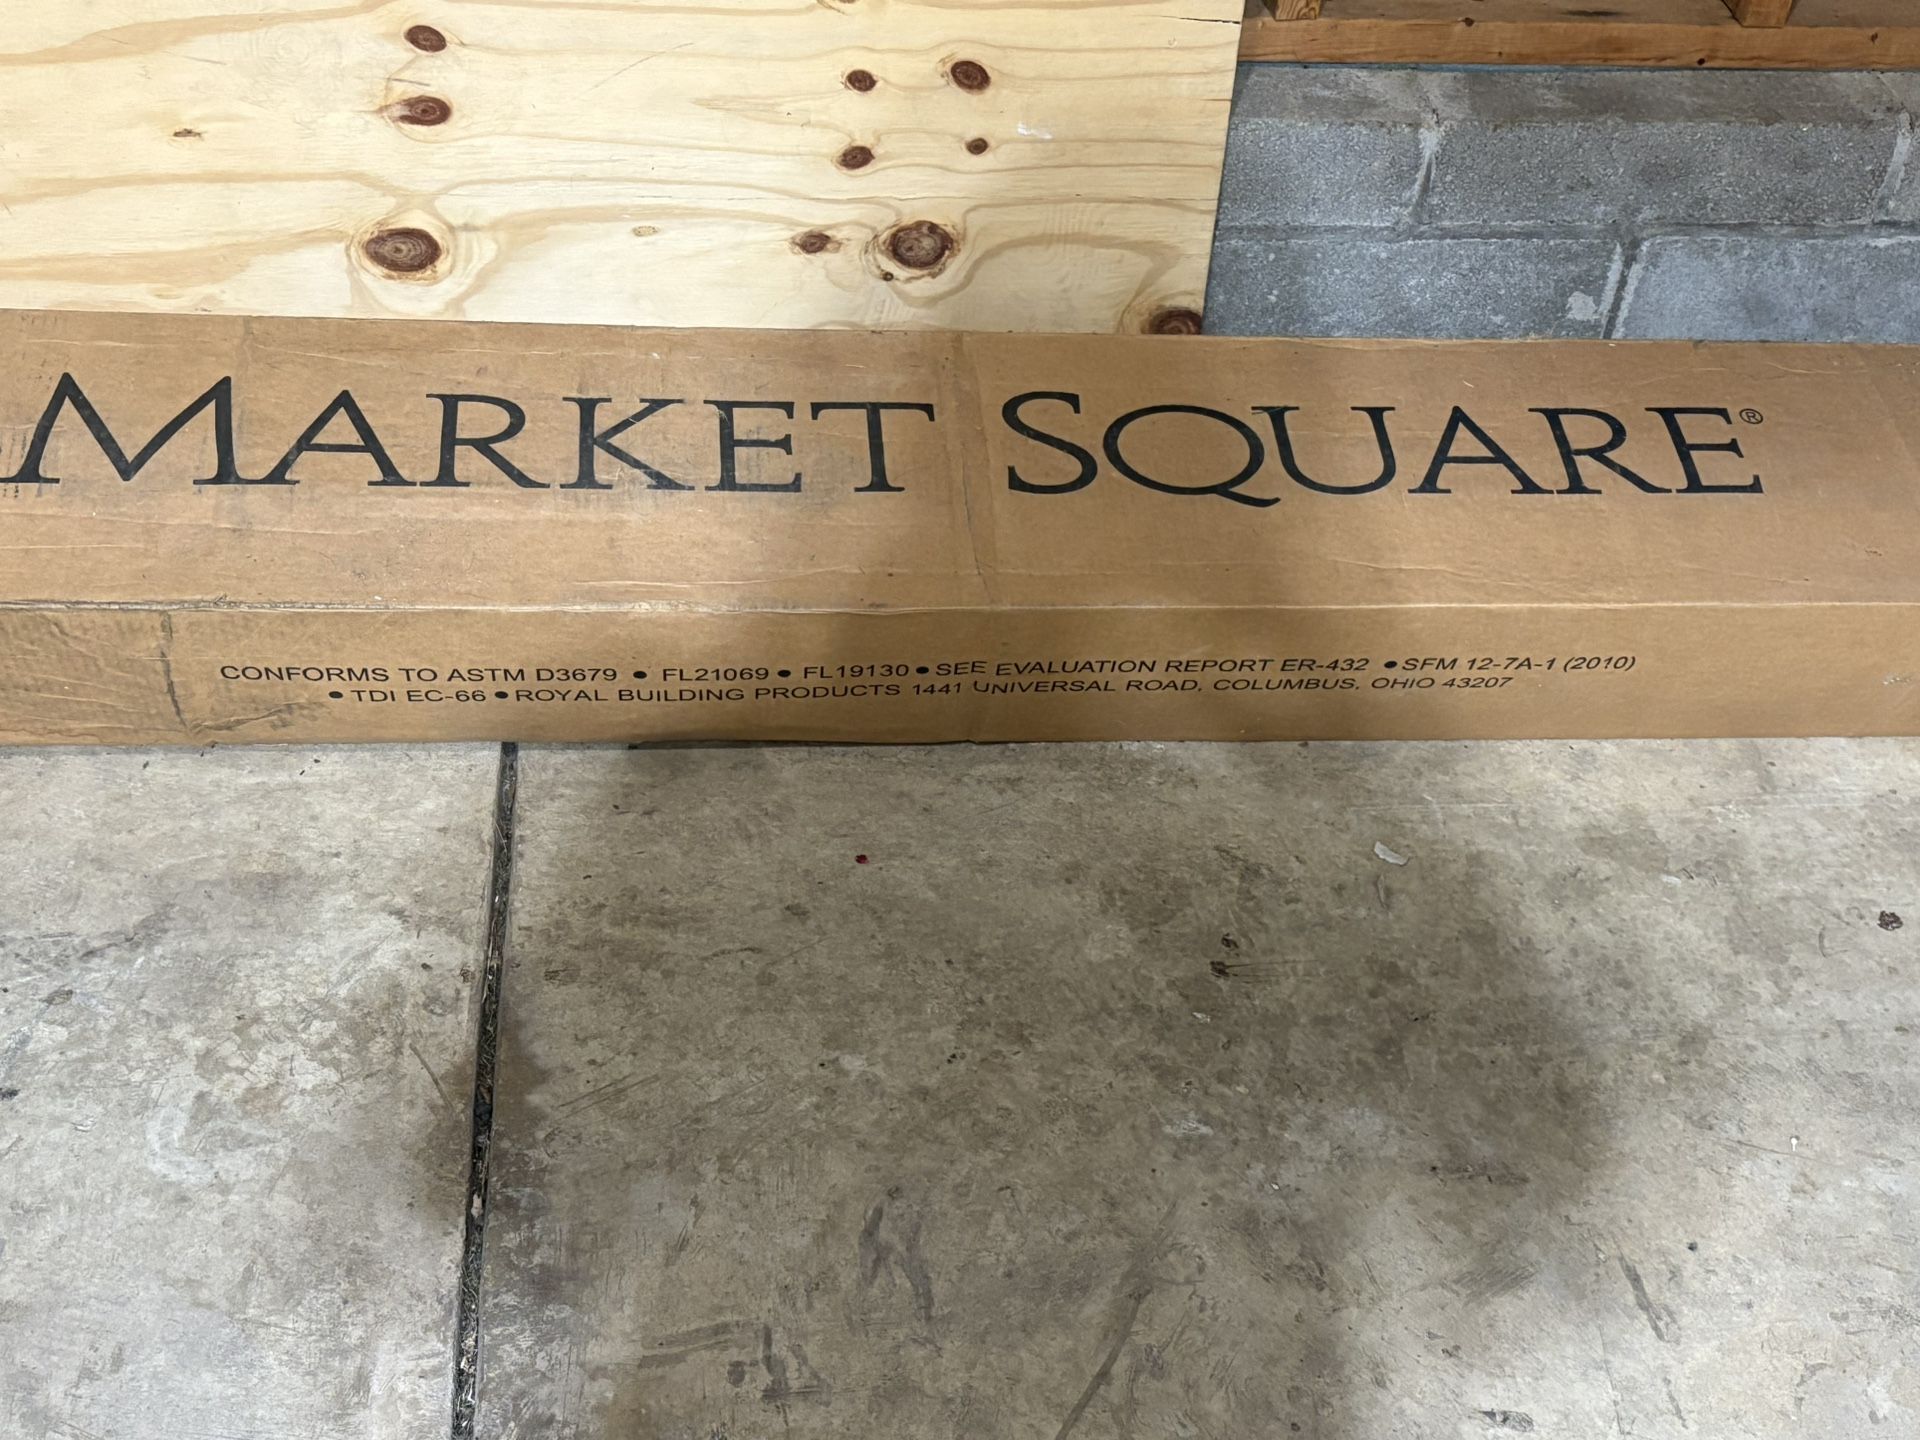 MARKET SQUARE®
CONFORMS TO ASTM D3679 • FL21069 • FL19130 • SEE EVALUATION REPORT ER-432 • SFM 12-7A-1 (2010)
• TDI EC-66 • ROYAL BUILDING PRODUCTS 1441 UNIVERSAL ROAD, COLUMBUS, OHIO 43207